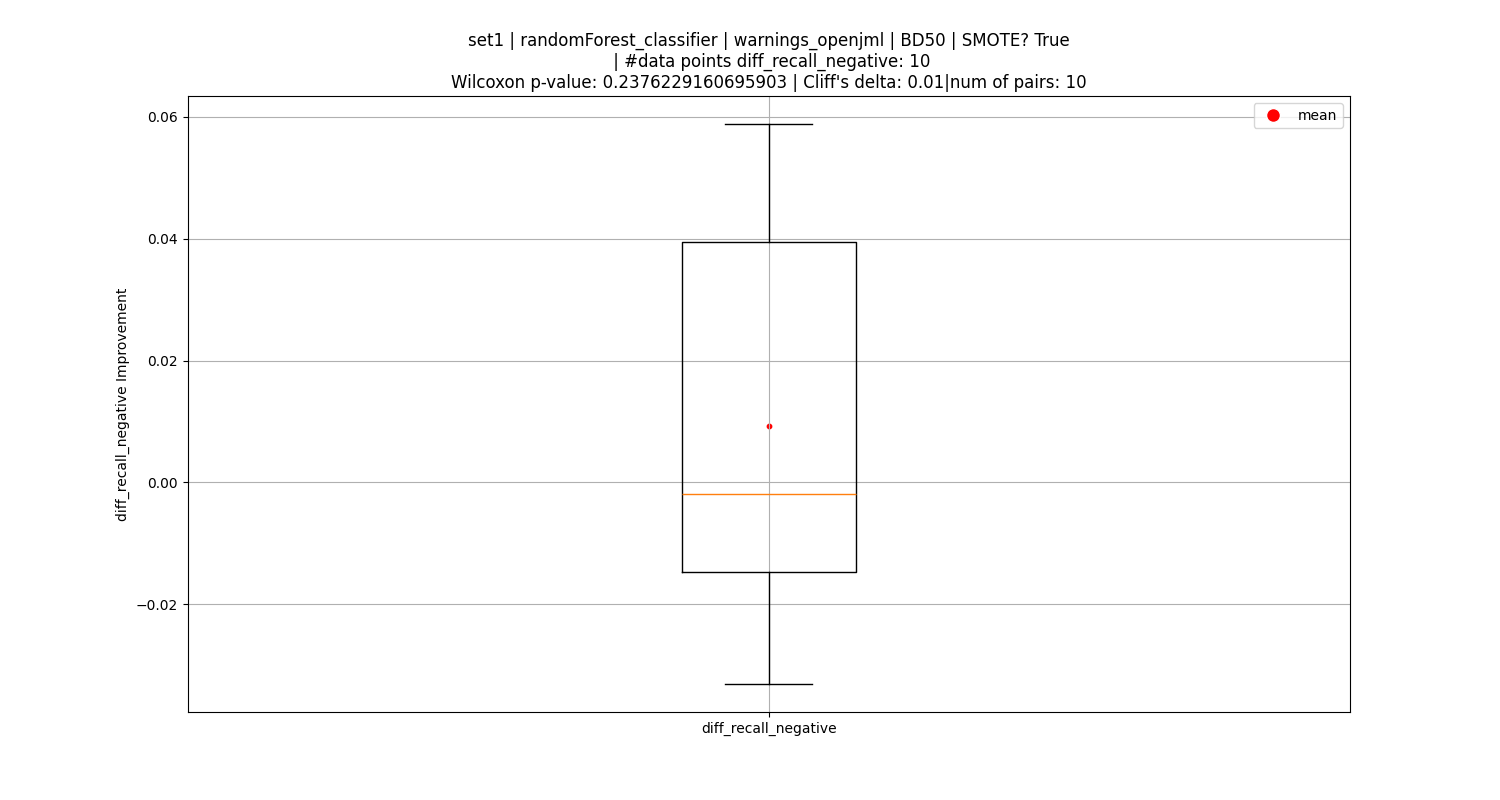 set1 | randomForest_classifier | warnings_openjml | BD50 | SMOTE? True
| #data points diff_recall_negative: 10
Wilcoxon p-value: 0.2376229160695903 | Cliff's delta: 0.01|num of pairs: 10
mean
0.06
0.04
0.02
0.00
−0.02
diff_recall_negative Improvement
diff_recall_negative